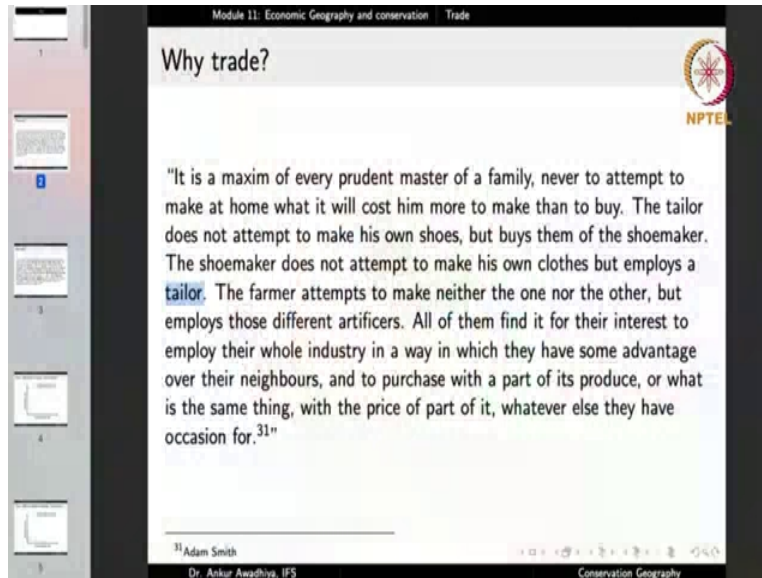 Module 11: Economic Geography and conservation Trade
Why trade?
NPTEL
"It is a maxim of every prudent master of a family, never to attempt to
make at home what it will cost him more to make than to buy. The tailor
does not attempt to make his own shoes, but buys them of the shoemaker.
The shoemaker does not attempt to make his own clothes but employs a
tailor. The farmer attempts to make neither the one nor the other, but
employs those different artificers. All of them find it for their interest to
employ their whole industry in a way in which they have some advantage
over their neighbours, and to purchase with a part of its produce, or what
is the same thing, with the price of part of it, whatever else they have
occasion for.31"
31 Adam Smith
Dr. Ankur Awadhiya, IFS Conservation Geography
1
2
3
4
5